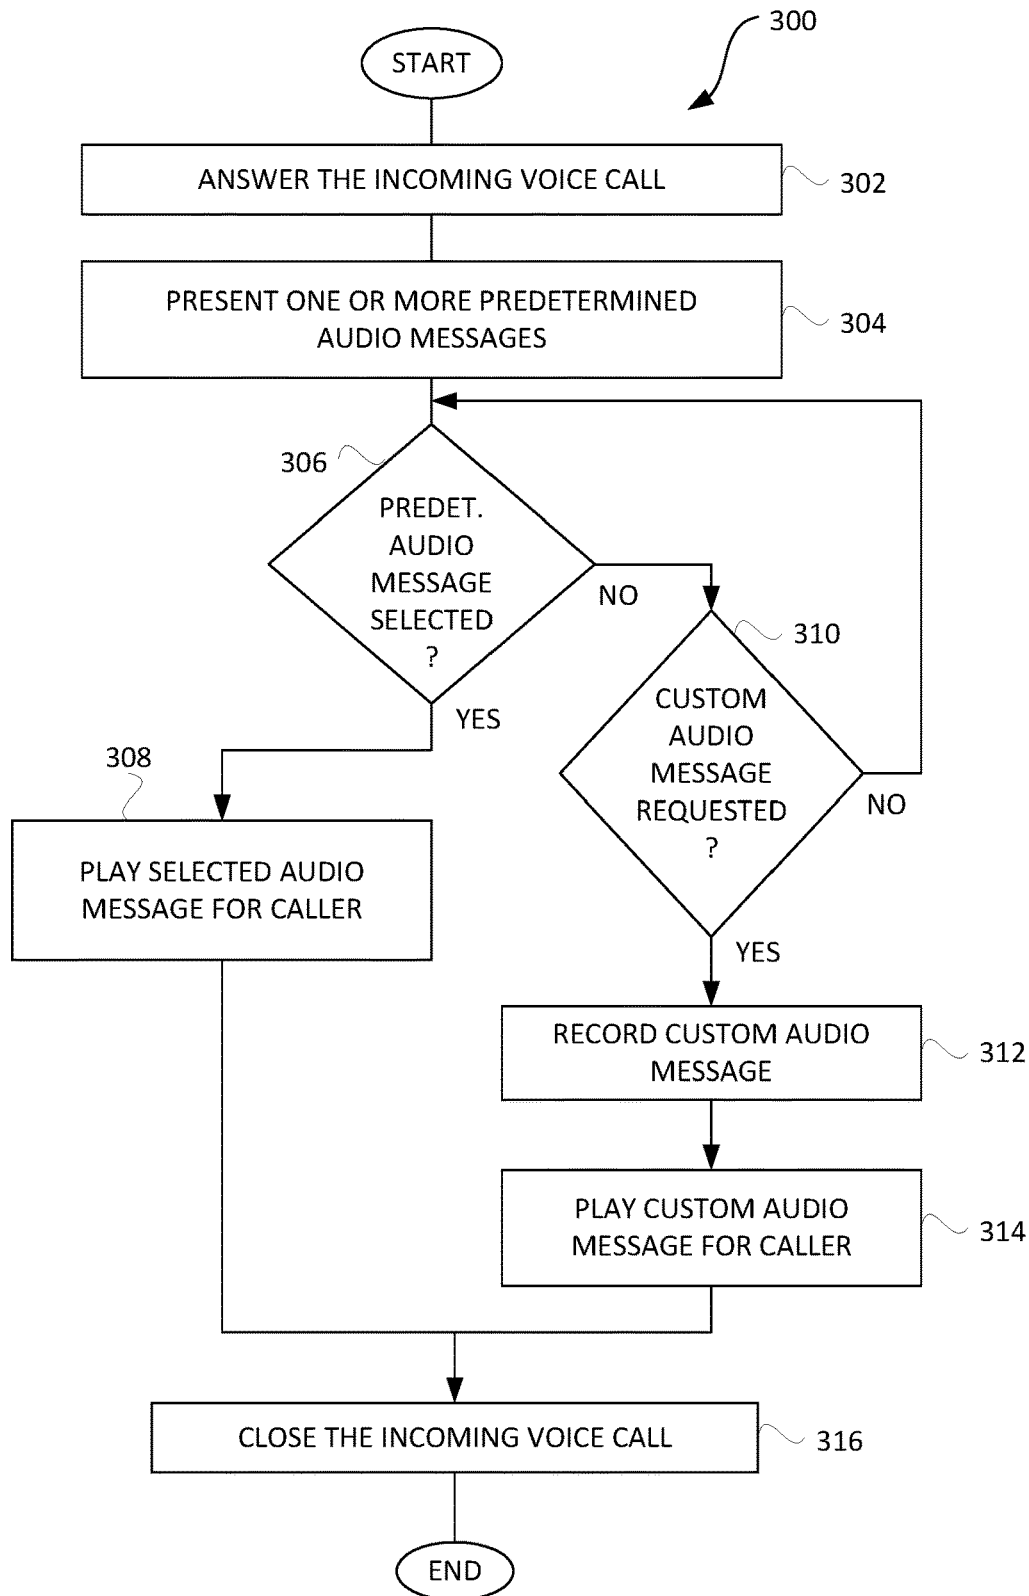 300
START
ANSWER THE INCOMING VOICE CALL
302
PRESENT ONE OR MORE PREDETERMINED
AUDIO MESSAGES
304
306
PREDET.
AUDIO
MESSAGE
SELECTED
?
NO
YES
310
CUSTOM
AUDIO
MESSAGE
REQUESTED
?
NO
YES
308
PLAY SELECTED AUDIO
MESSAGE FOR CALLER
RECORD CUSTOM AUDIO
MESSAGE
312
PLAY CUSTOM AUDIO
MESSAGE FOR CALLER
314
CLOSE THE INCOMING VOICE CALL
316
END